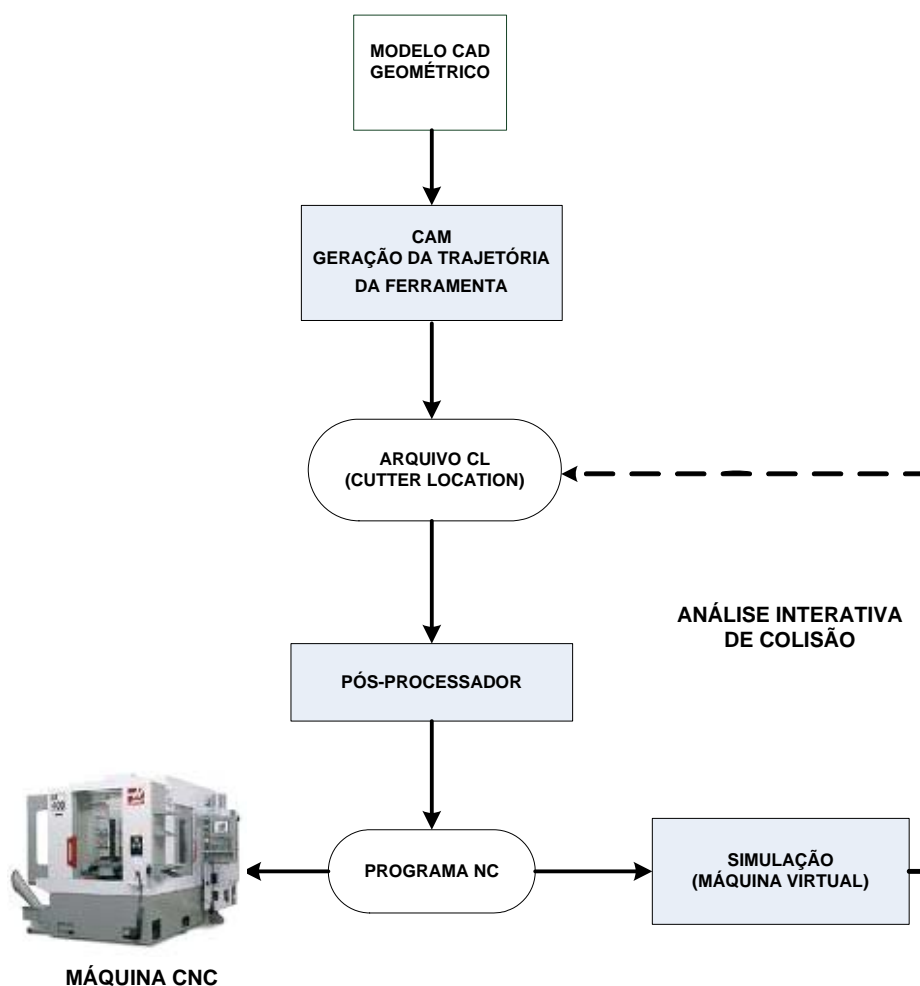 MODELO CAD
GEOMÉTRICO
CAM
GERAÇÃO DA TRAJETÓRIA
DA FERRAMENTA
ARQUIVO CL
(CUTTER LOCATION)
ANÁLISE INTERATIVA
DE COLISÃO
PÓS-PROCESSADOR
PROGRAMA NC
SIMULAÇÃO
(MÁQUINA VIRTUAL)
MÁQUINA CNC